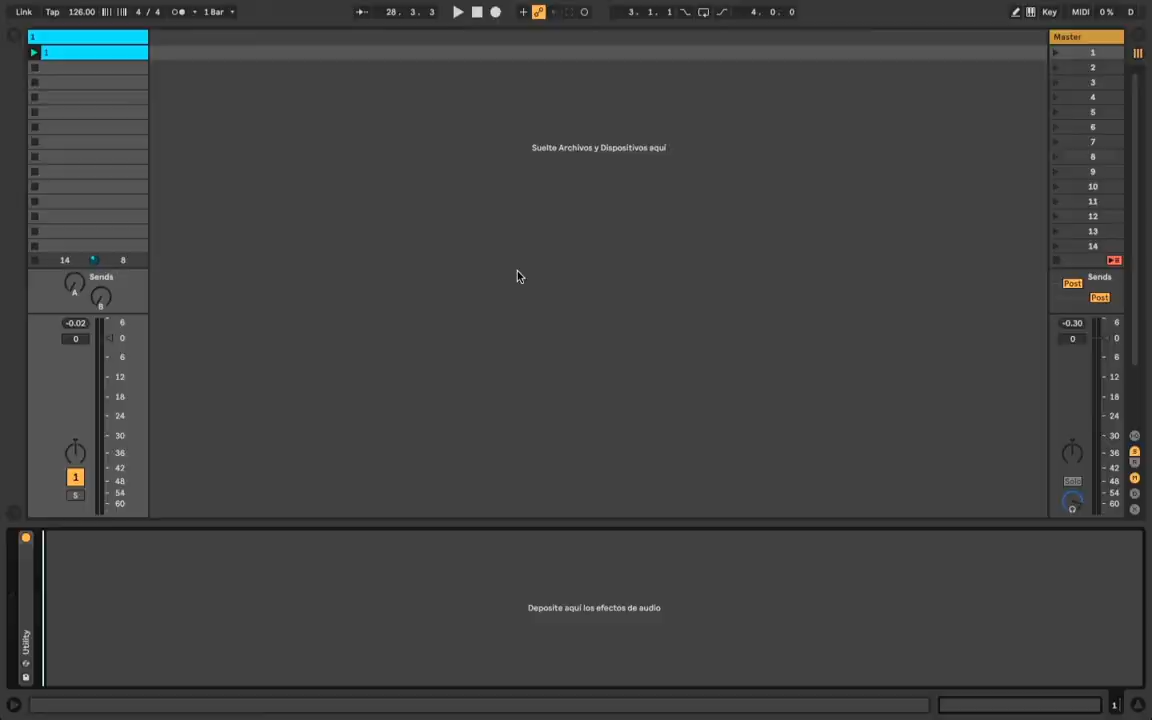 Link Tap 126.00 4 / 4 1 Bar 28. 3. 3 3. 1. 1 4. 0. 0 Key MIDI 0 % D
1 Master
1 1
2
3
4
5
6
7
Suelte Archivos y Dispositivos aquí
8
9
10
11
12
13
14
14 8
Sends Sends
A Post
B Post
-0.02 6 -0.30 6
0 0 0 0
6 6
12 12
18 18
24 24
30 30
36 36
42 42
1 48 Solo 48
S 54 54
60 60
Deposite aquí los efectos de audio
Utility
1